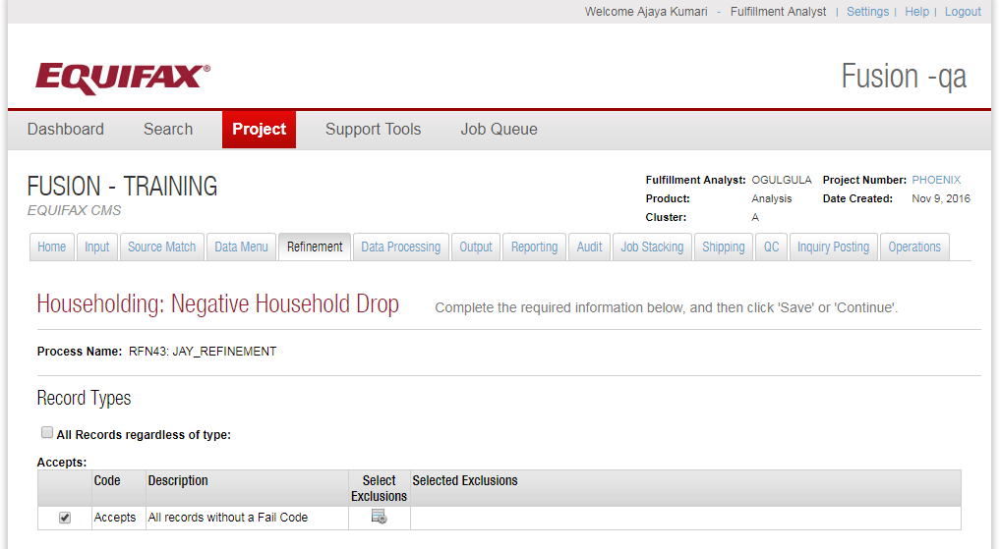 Welcome Ajaya Kumari - Fulfillment Analyst | Settings | Help | Logout
EQUIFAX®
Fusion -qa
Dashboard Search Project Support Tools Job Queue
FUSION - TRAINING
EQUIFAX CMS
Fulfillment Analyst: OGULGULA Project Number: PHOENIX
Product: Analysis Date Created: Nov 9, 2016
Cluster: A
Home Input Source Match Data Menu Refinement Data Processing Output Reporting Audit Job Stacking Shipping QC Inquiry Posting Operations
Householding: Negative Household Drop Complete the required information below, and then click 'Save' or 'Continue'.
Process Name: RFN43: JAY_REFINEMENT
Record Types
All Records regardless of type:
Accepts:
Code Description Select Exclusions Selected Exclusions
Accepts All records without a Fail Code